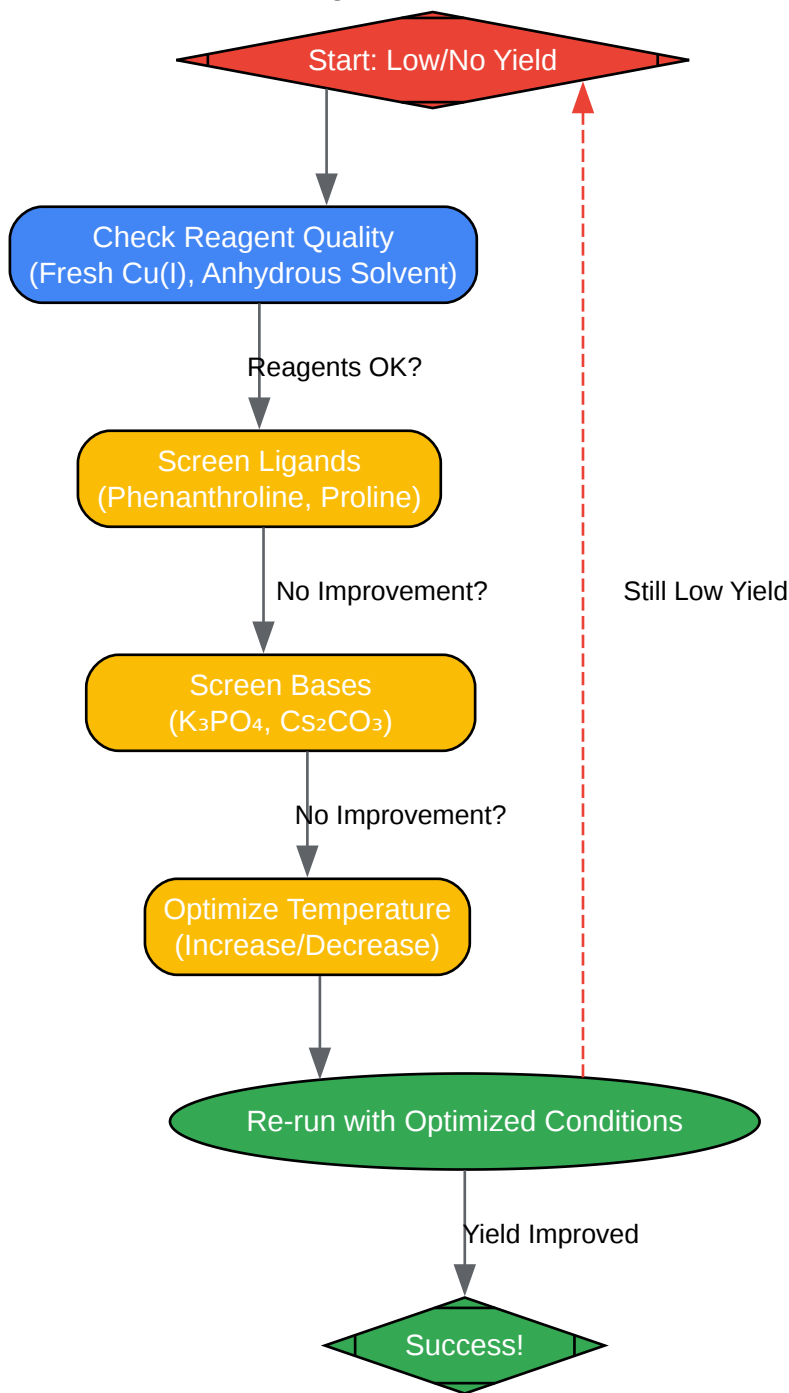 Start: Low/No Yield
Check Reagent Quality
(Fresh Cu(I), Anhydrous Solvent)
Reagents OK?
Screen Ligands
(Phenanthroline, Proline)
No Improvement?
Still Low Yield
Screen Bases
(K₃PO₄, Cs₂CO₃)
No Improvement?
Optimize Temperature
(Increase/Decrease)
Re-run with Optimized Conditions
Yield Improved
Success!